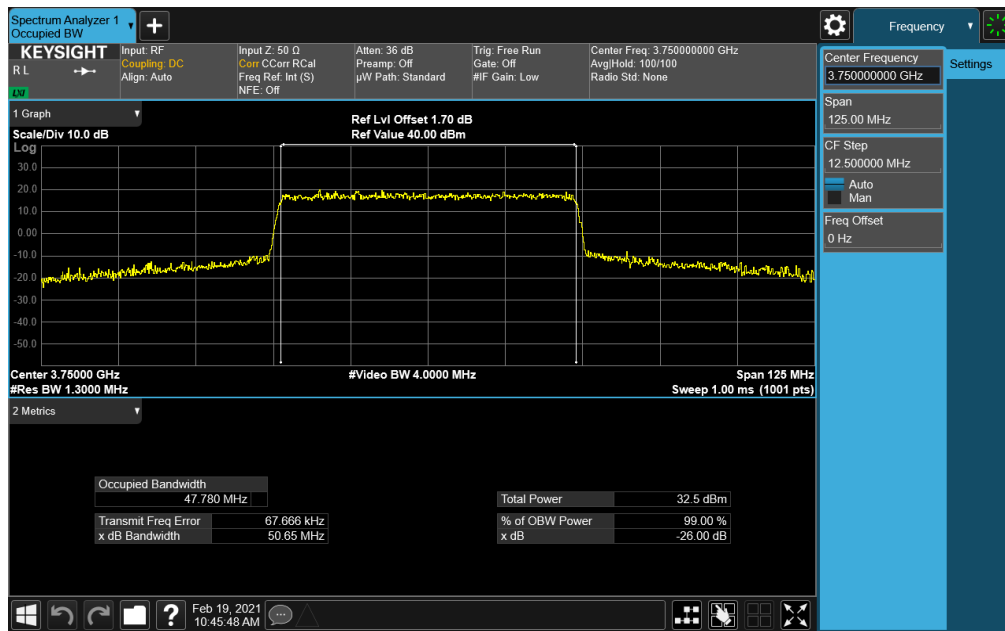 Spectrum Analyzer 1
Occupied BW
Frequency
KEYSIGHT
R L
LXI
Input: RF
Coupling: DC
Align: Auto
Input Z: 50 Ω
Corr CCorr RCal
Freq Ref: Int (S)
NFE: Off
Atten: 36 dB
Preamp: Off
µW Path: Standard
Trig: Free Run
Gate: Off
#IF Gain: Low
Center Freq: 3.750000000 GHz
Avg|Hold: 100/100
Radio Std: None
Center Frequency
3.750000000 GHz
Settings
Span
125.00 MHz
CF Step
12.500000 MHz
Auto
Man
Freq Offset
0 Hz
1 Graph
Scale/Div 10.0 dB
Ref Lvl Offset 1.70 dB
Ref Value 40.00 dBm
Log
30.0
20.0
10.0
0.00
-10.0
-20.0
-30.0
-40.0
-50.0
Center 3.75000 GHz
#Video BW 4.0000 MHz
Span 125 MHz
#Res BW 1.3000 MHz
Sweep 1.00 ms (1001 pts)
2 Metrics
Occupied Bandwidth
47.780 MHz
Total Power 32.5 dBm
Transmit Freq Error 67.666 kHz
% of OBW Power 99.00 %
x dB Bandwidth 50.65 MHz
x dB -26.00 dB
?
Feb 19, 2021
10:45:48 AM